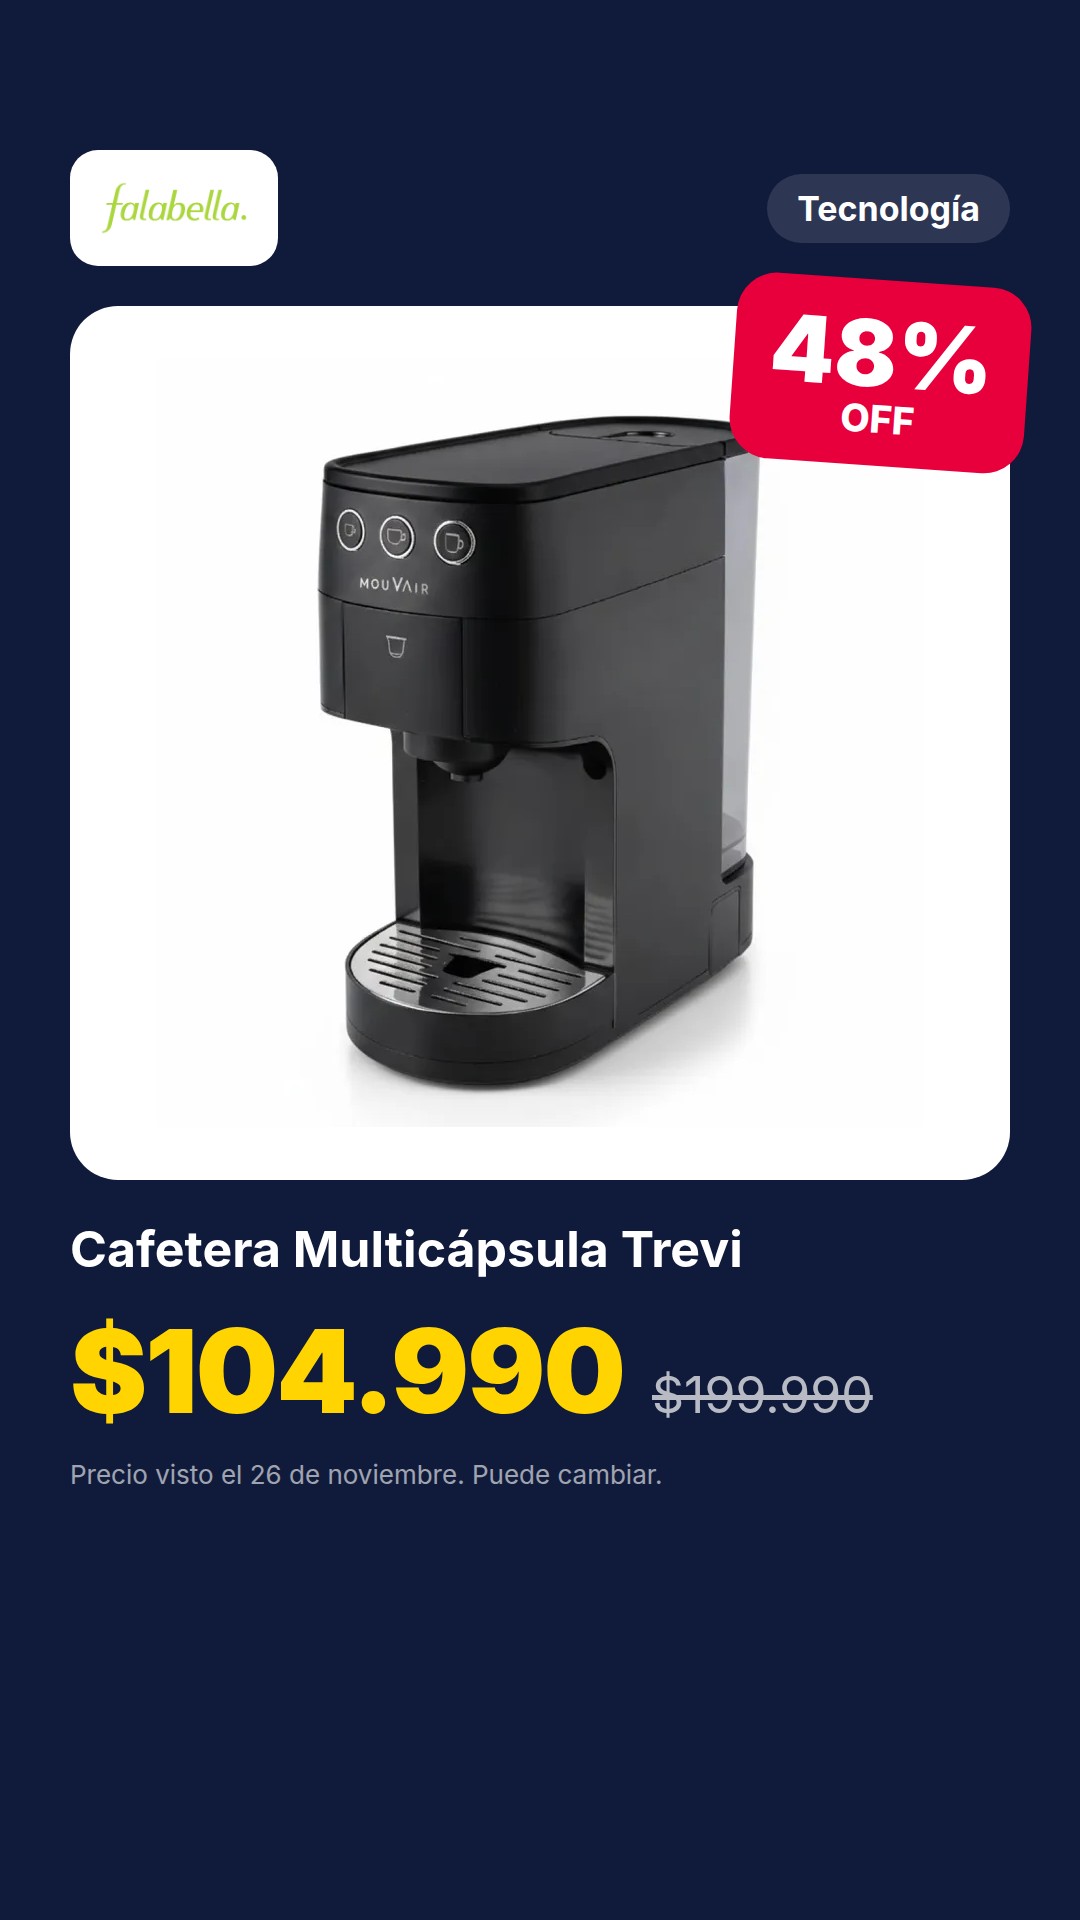 falabella.
Tecnología
48%
OFF
MOUVAIR
Cafetera Multicápsula Trevi
$104.990 $199.990
Precio visto el 26 de noviembre. Puede cambiar.